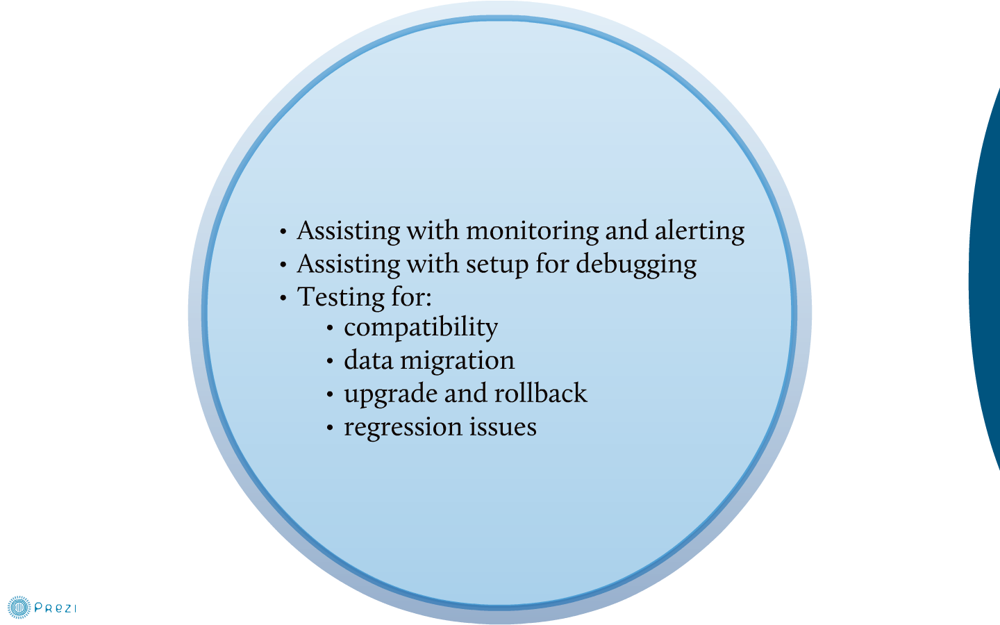 • Assisting with monitoring and alerting
• Assisting with setup for debugging
• Testing for:
• compatibility
• data migration
• upgrade and rollback
• regression issues
Prezi